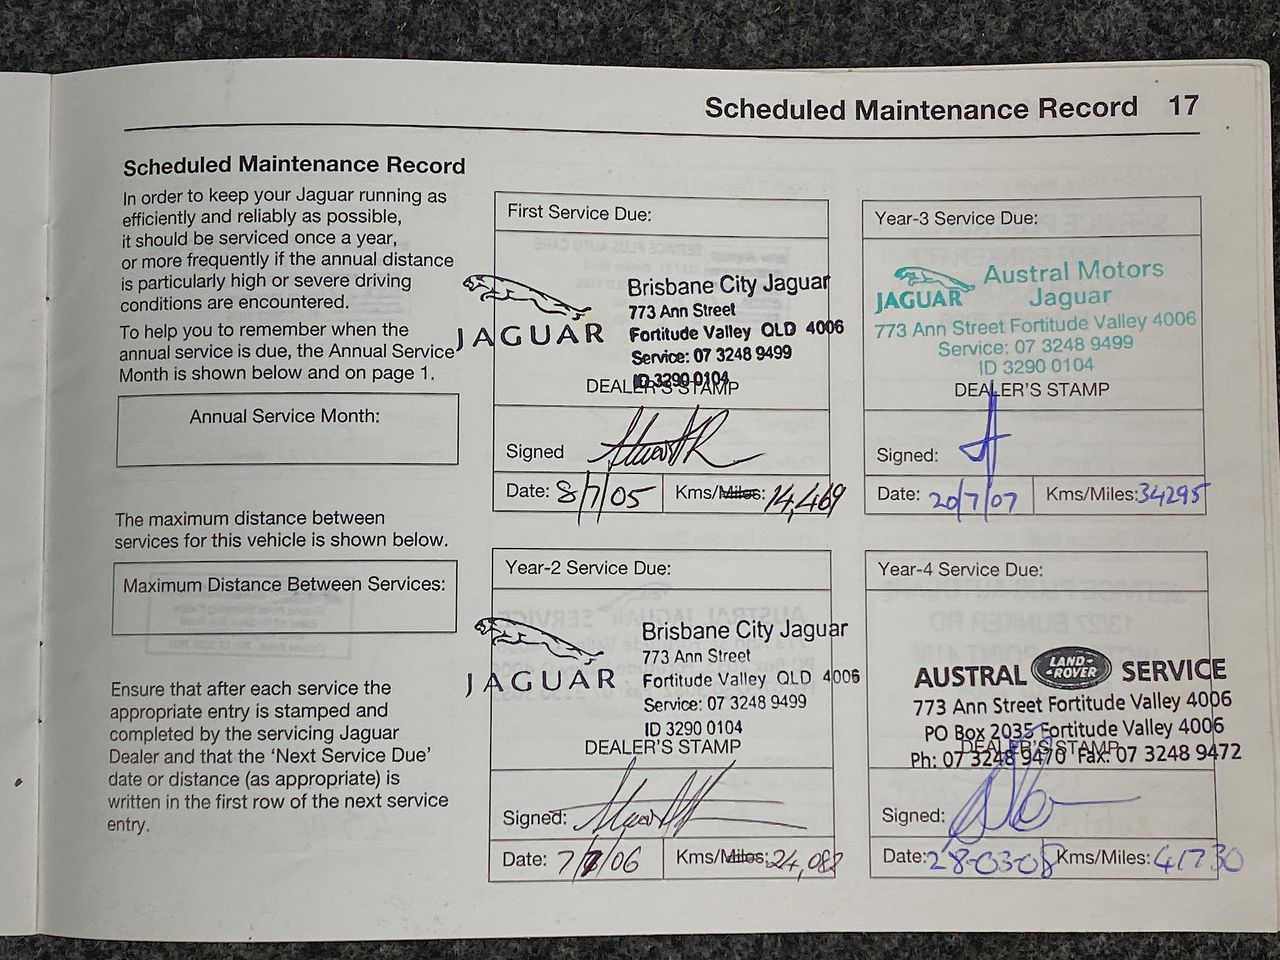 Scheduled Maintenance Record 17
Scheduled Maintenance Record
In order to keep your Jaguar running as
efficiently and reliably as possible,
it should be serviced once a year,
or more frequently if the annual distance
is particularly high or severe driving
conditions are encountered.
To help you to remember when the
annual service is due, the Annual Service
Month is shown below and on page 1.
Annual Service Month:
The maximum distance between
services for this vehicle is shown below.
Maximum Distance Between Services:
Ensure that after each service the
appropriate entry is stamped and
completed by the servicing Jaguar
Dealer and that the ‘Next Service Due’
date or distance (as appropriate) is
written in the first row of the next service
entry.
First Service Due:
JAGUAR
Brisbane City Jaguar
773 Ann Street
Fortitude Valley QLD 4006
Service: 07 3248 9499
ID 3290 0104
DEALER'S STAMP
Signed
Date: 8/7/05 Kms/Miles: 14,469
Year-2 Service Due:
JAGUAR
Brisbane City Jaguar
773 Ann Street
Fortitude Valley QLD 4006
Service: 07 3248 9499
ID 3290 0104
DEALER'S STAMP
Signed:
Date: 7/7/06 Kms/Miles: 24,082
Year-3 Service Due:
JAGUAR
Austral Motors
Jaguar
773 Ann Street Fortitude Valley 4006
Service: 07 3248 9499
ID 3290 0104
DEALER'S STAMP
Signed:
Date: 20/7/07 Kms/Miles: 34295
Year-4 Service Due:
AUSTRAL LAND-ROVER SERVICE
773 Ann Street Fortitude Valley 4006
PO Box 2035 Fortitude Valley 4006
DEALER'S STAMP
Ph: 07 3248 9470 Fax: 07 3248 9472
Signed:
Date: 28-03-08 Kms/Miles: 41730